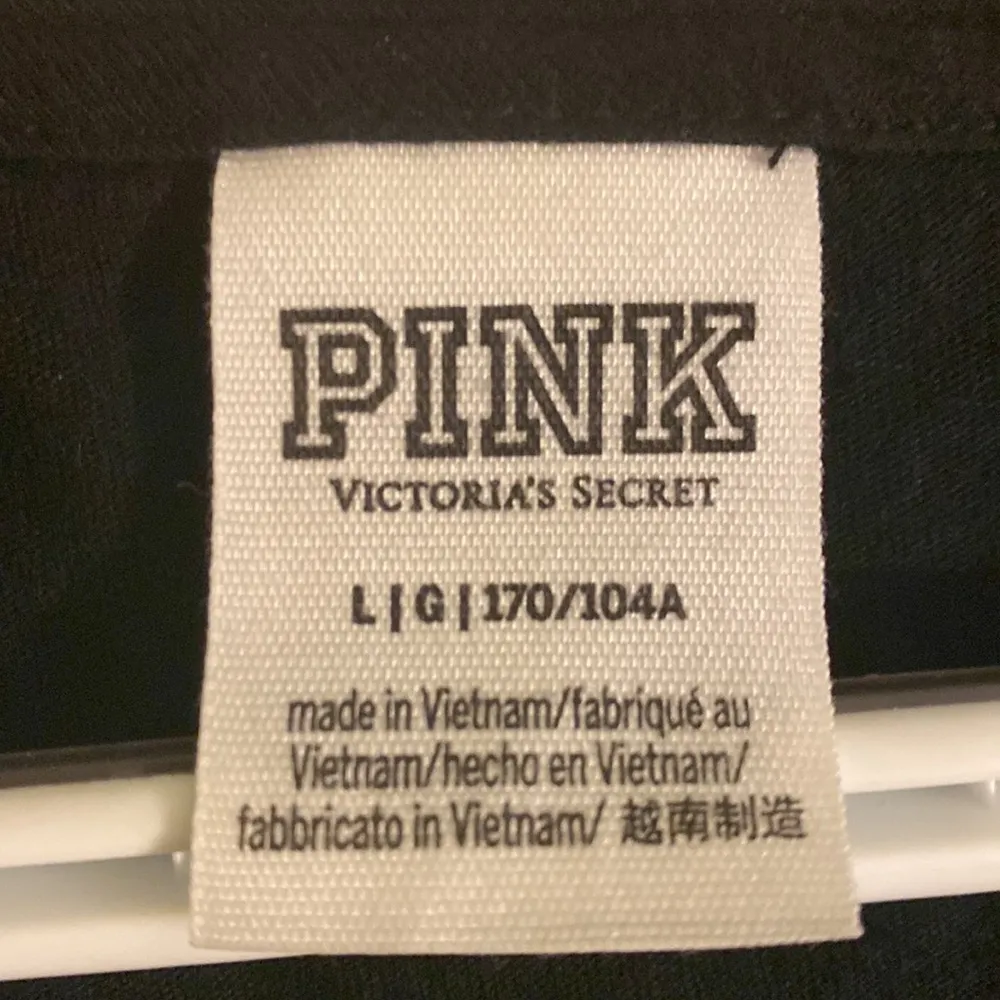 PINK
VICTORIA'S SECRET
L | G | 170/104A
made in Vietnam/fabriqué au
Vietnam/hecho en Vietnam/
fabbricato in Vietnam/ 越南制造